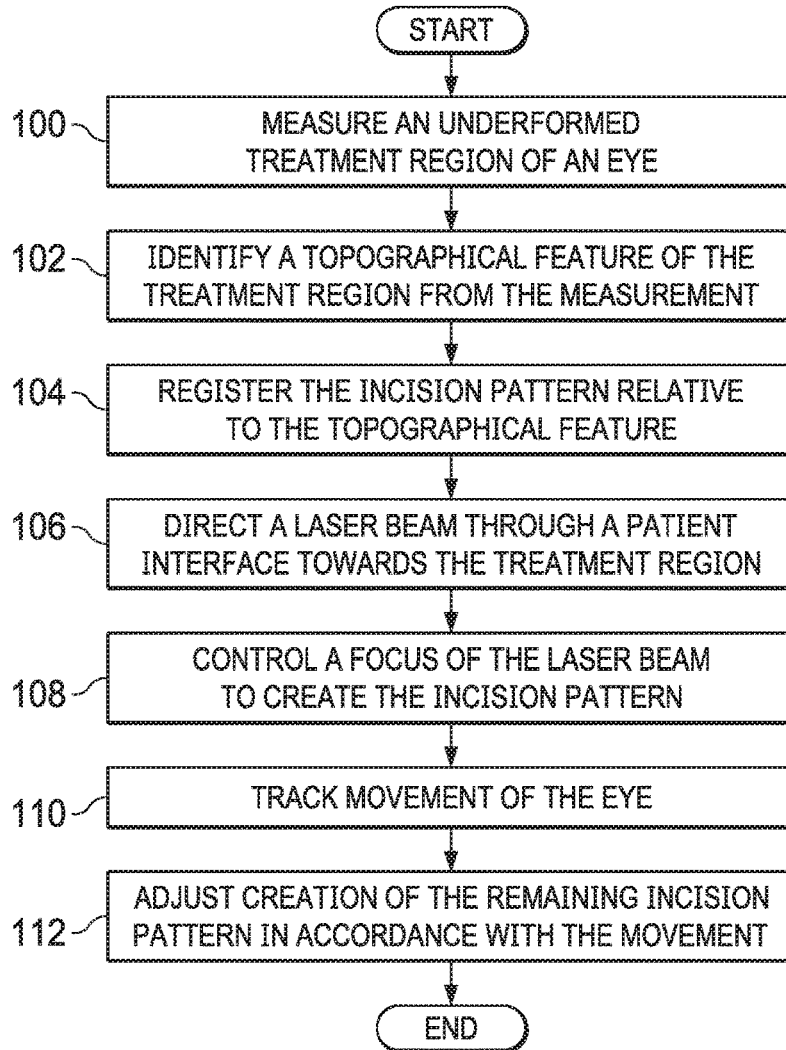 START
100
MEASURE AN UNDERFORMED
TREATMENT REGION OF AN EYE
102
IDENTIFY A TOPOGRAPHICAL FEATURE OF THE
TREATMENT REGION FROM THE MEASUREMENT
104
REGISTER THE INCISION PATTERN RELATIVE
TO THE TOPOGRAPHICAL FEATURE
106
DIRECT A LASER BEAM THROUGH A PATIENT
INTERFACE TOWARDS THE TREATMENT REGION
108
CONTROL A FOCUS OF THE LASER BEAM
TO CREATE THE INCISION PATTERN
110
TRACK MOVEMENT OF THE EYE
112
ADJUST CREATION OF THE REMAINING INCISION
PATTERN IN ACCORDANCE WITH THE MOVEMENT
END